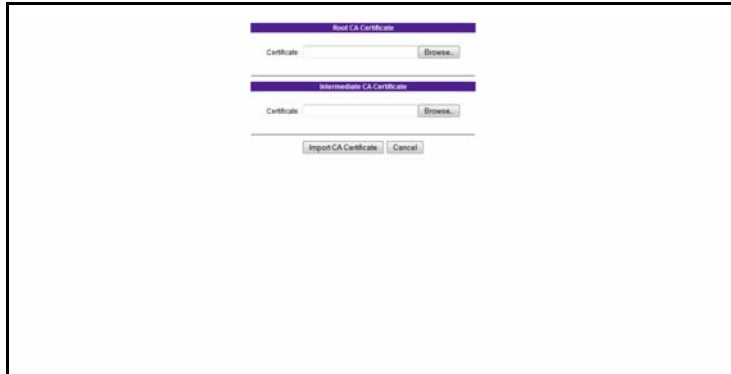 Root CA Certificate
Certificate Browse..
Intermediate CA Certificate
Certificate Browse..
Import CA Certificate Cancel